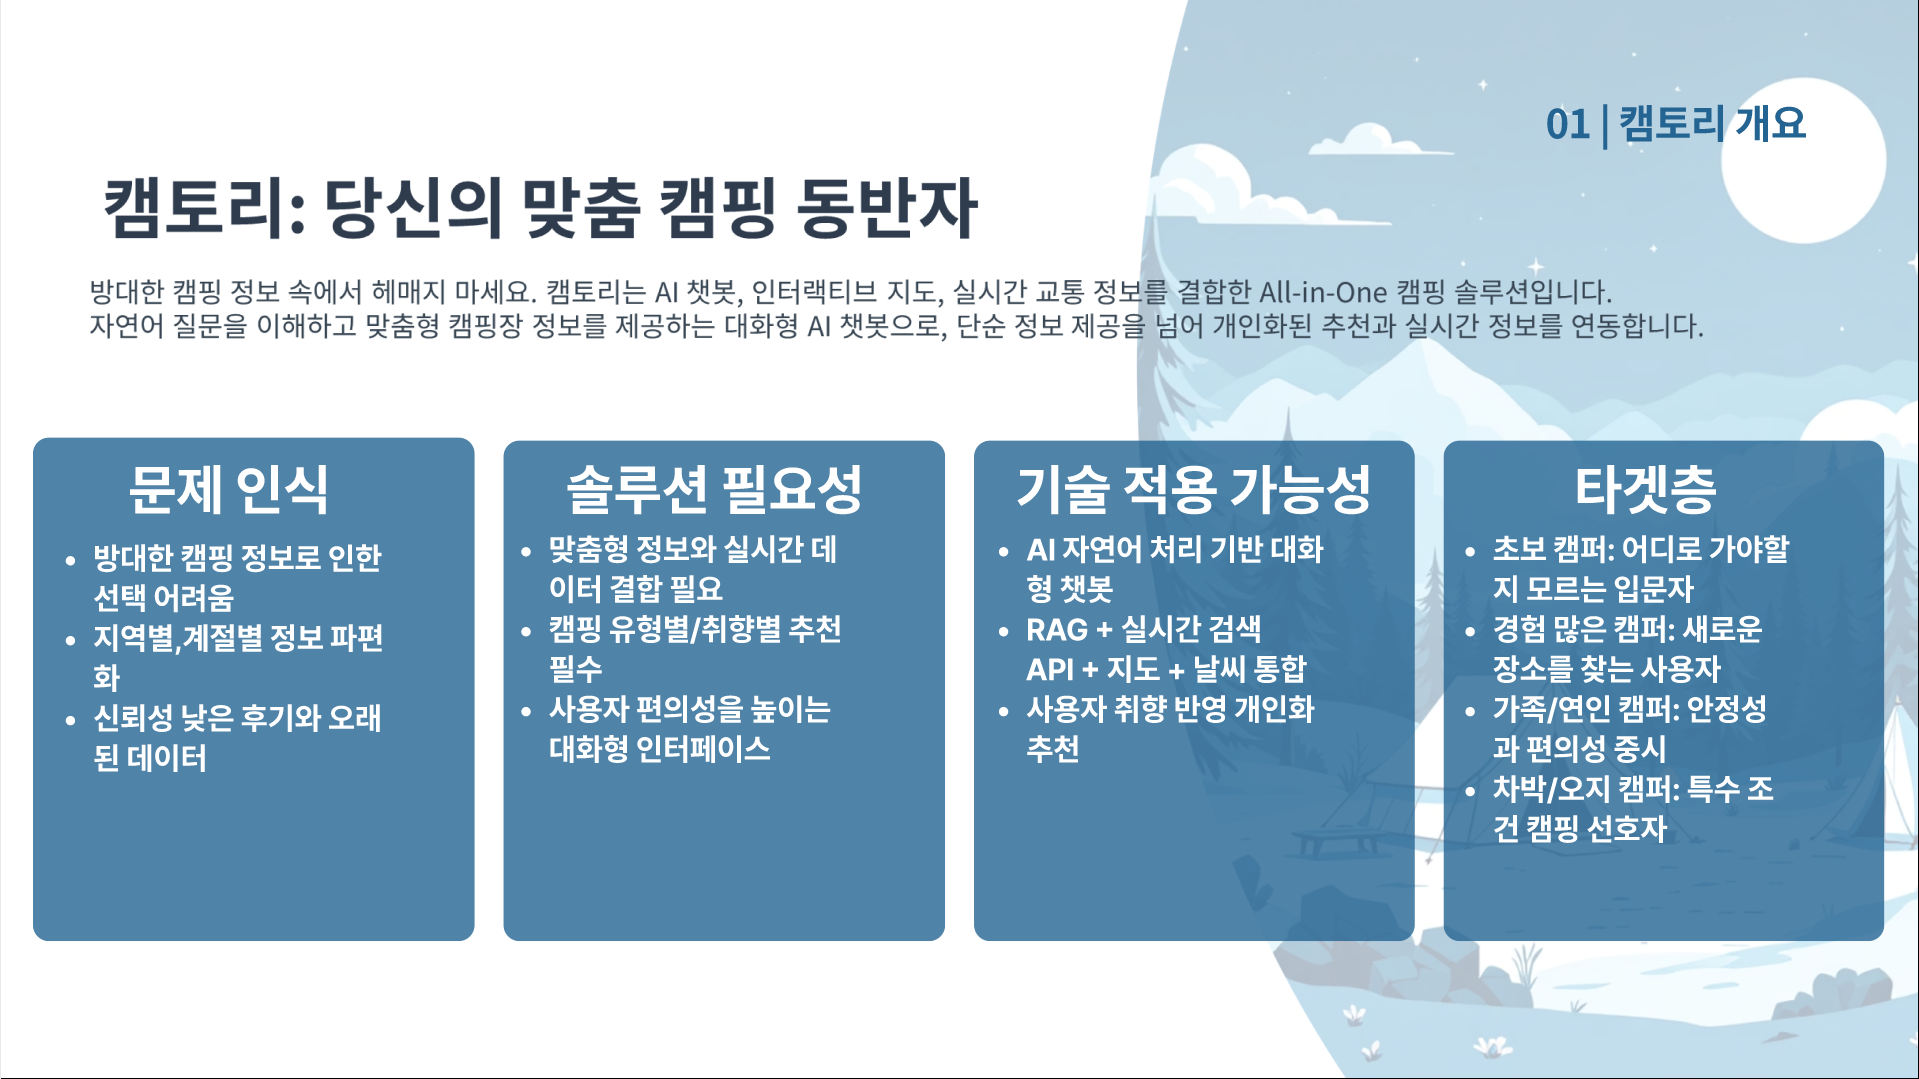 01 | 캠토리 개요
캠토리: 당신의 맞춤 캠핑 동반자
방대한 캠핑 정보 속에서 헤매지 마세요. 캠토리는 AI 챗봇, 인터랙티브 지도, 실시간 교통 정보를 결합한 All-in-One 캠핑 솔루션입니다.
자연어 질문을 이해하고 맞춤형 캠핑장 정보를 제공하는 대화형 AI 챗봇으로, 단순 정보 제공을 넘어 개인화된 추천과 실시간 정보를 연동합니다.
문제 인식
• 방대한 캠핑 정보로 인한
선택 어려움
• 지역별,계절별 정보 파편
화
• 신뢰성 낮은 후기와 오래
된 데이터
솔루션 필요성
• 맞춤형 정보와 실시간 데
이터 결합 필요
• 캠핑 유형별/취향별 추천
필수
• 사용자 편의성을 높이는
대화형 인터페이스
기술 적용 가능성
• AI 자연어 처리 기반 대화
형 챗봇
• RAG + 실시간 검색
API + 지도 + 날씨 통합
• 사용자 취향 반영 개인화
추천
타겟층
• 초보 캠퍼: 어디로 가야할
지 모르는 입문자
• 경험 많은 캠퍼: 새로운
장소를 찾는 사용자
• 가족/연인 캠퍼: 안정성
과 편의성 중시
• 차박/오지 캠퍼: 특수 조
건 캠핑 선호자